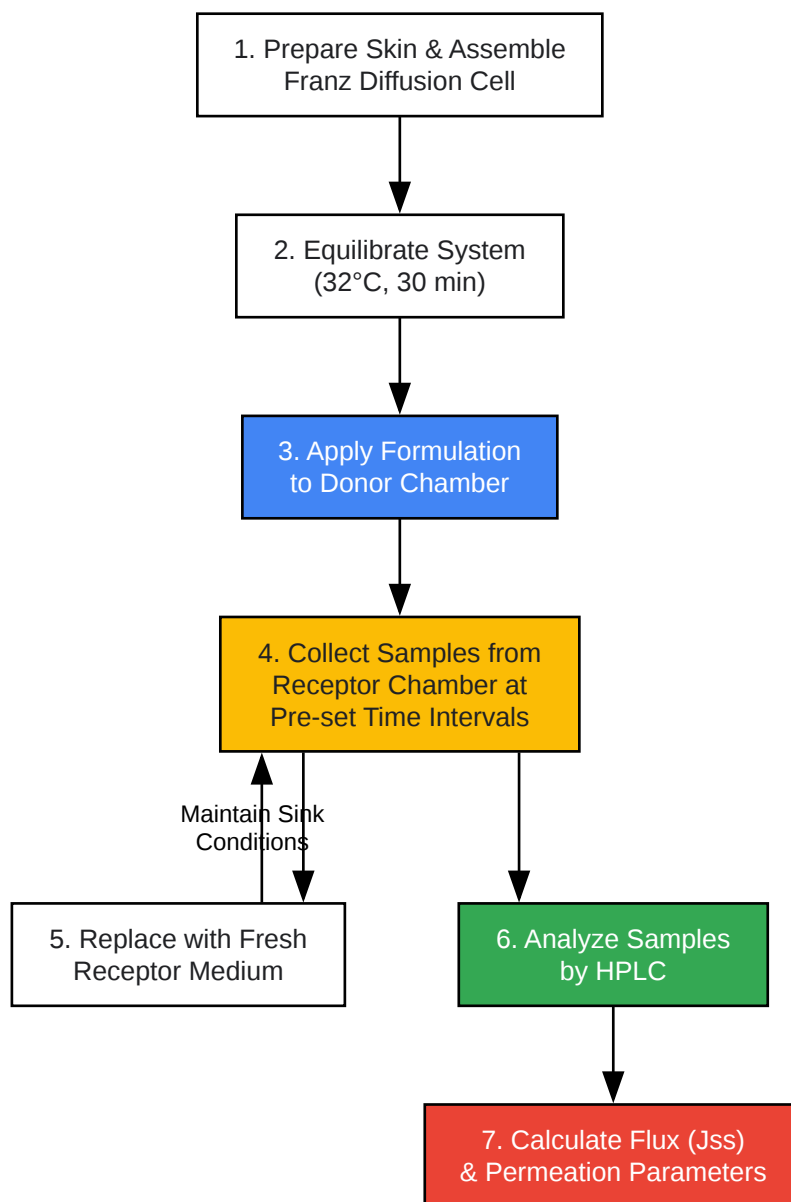 1. Prepare Skin & Assemble
Franz Diffusion Cell
2. Equilibrate System
(32°C, 30 min)
3. Apply Formulation
to Donor Chamber
4. Collect Samples from
Receptor Chamber at
Pre-set Time Intervals
Maintain Sink
Conditions
5. Replace with Fresh
Receptor Medium
6. Analyze Samples
by HPLC
7. Calculate Flux (Jss)
& Permeation Parameters